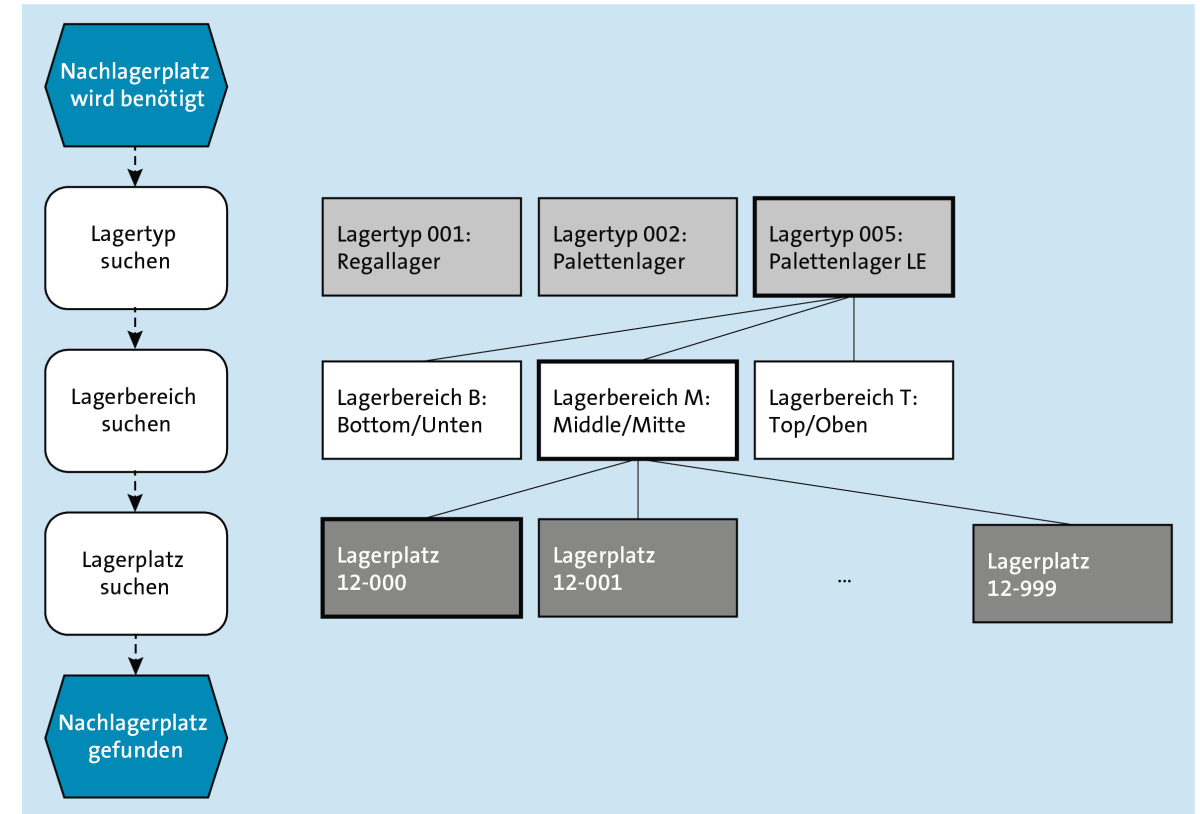 Nachlagerplatz
wird benötigt
Lagertyp
suchen
Lagertyp 001:
Regallager
Lagertyp 002:
Palettenlager
Lagertyp 005:
Palettenlager LE
Lagerbereich
suchen
Lagerbereich B:
Bottom/Unten
Lagerbereich M:
Middle/Mitte
Lagerbereich T:
Top/Oben
Lagerplatz
suchen
Lagerplatz
12-000
Lagerplatz
12-001
...
Lagerplatz
12-999
Nachlagerplatz
gefunden